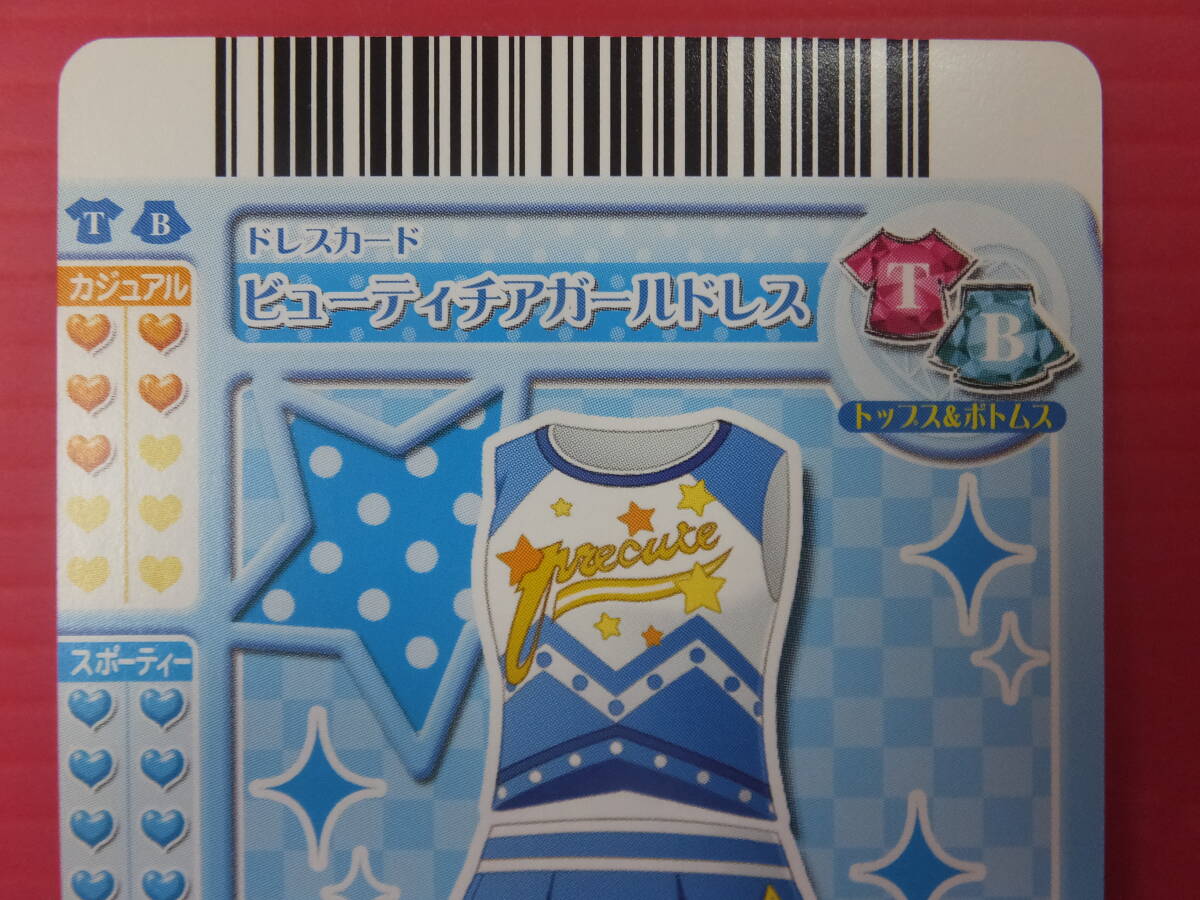 T B
ドレスカード
ビューティチアガールドレス
T
B
トップス&ボトムス
カジュアル
precute
スポーティー